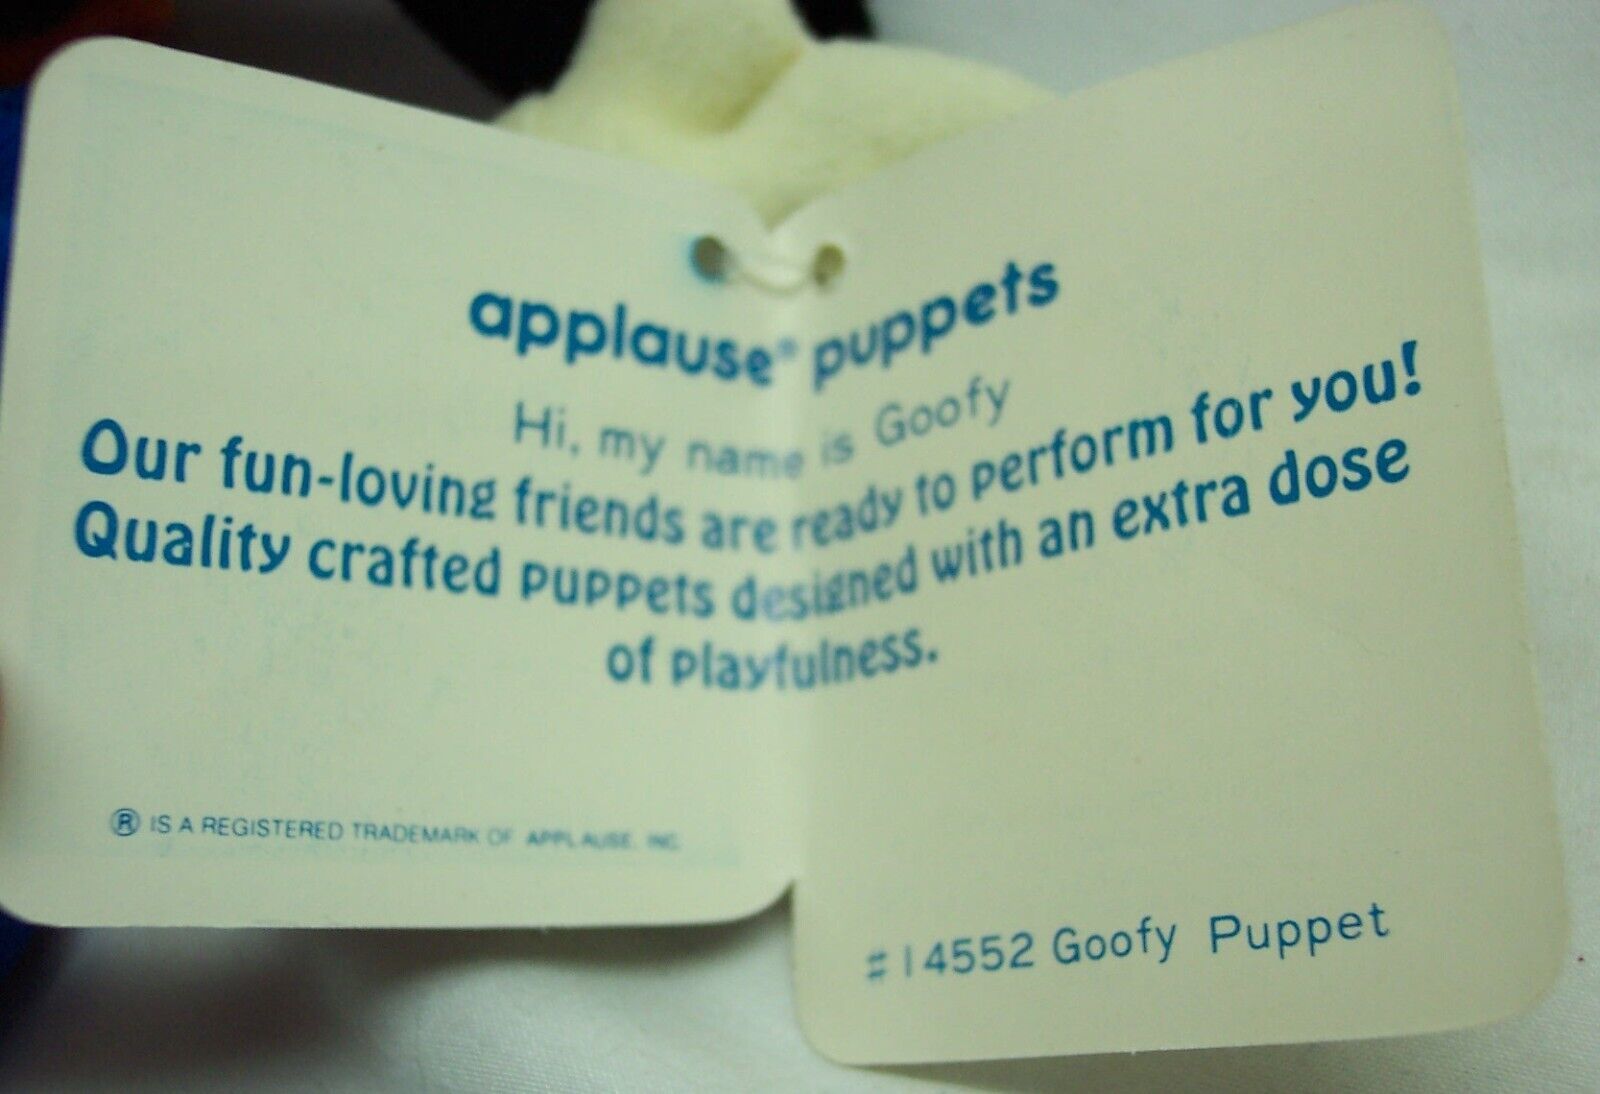 applause® puppets
Hi, my name is Goofy
Our fun-loving friends are ready to perform for you!
Quality crafted puppets designed with an extra dose
of playfulness.
® IS A REGISTERED TRADEMARK OF APPLAUSE, INC.
#14552 Goofy Puppet